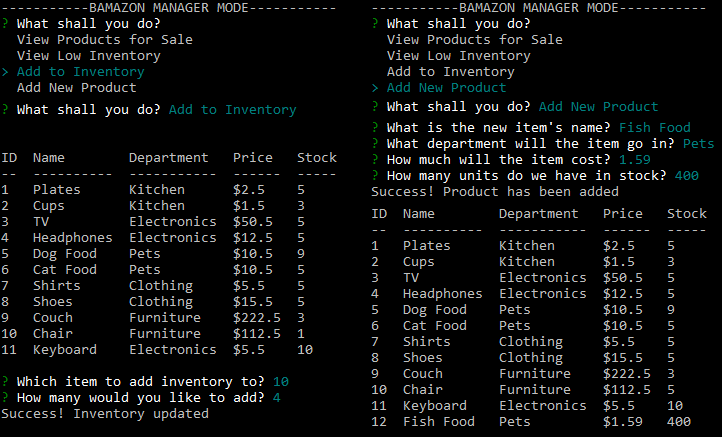 -----------BAMAZON MANAGER MODE-----------
? What shall you do?
  View Products for Sale
  View Low Inventory
> Add to Inventory
  Add New Product
? What shall you do? Add to Inventory
ID  Name        Department   Price   Stock
--  ----------  -----------  ------  -----
1   Plates      Kitchen      $2.5    5
2   Cups        Kitchen      $1.5    3
3   TV          Electronics  $50.5   5
4   Headphones  Electronics  $12.5   5
5   Dog Food    Pets         $10.5   9
6   Cat Food    Pets         $10.5   5
7   Shirts      Clothing     $5.5    5
8   Shoes       Clothing     $15.5   5
9   Couch       Furniture    $222.5  3
10  Chair       Furniture    $112.5  1
11  Keyboard    Electronics  $5.5    10
? Which item to add inventory to? 10
? How many would you like to add? 4
Success! Inventory updated
-----------BAMAZON MANAGER MODE-----------
? What shall you do?
  View Products for Sale
  View Low Inventory
  Add to Inventory
> Add New Product
? What shall you do? Add New Product
? What is the new item's name? Fish Food
? What department will the item go in? Pets
? How much will the item cost? 1.59
? How many units do we have in stock? 400
Success! Product has been added
ID  Name        Department   Price   Stock
--  ----------  -----------  ------  -----
1   Plates      Kitchen      $2.5    5
2   Cups        Kitchen      $1.5    3
3   TV          Electronics  $50.5   5
4   Headphones  Electronics  $12.5   5
5   Dog Food    Pets         $10.5   9
6   Cat Food    Pets         $10.5   5
7   Shirts      Clothing     $5.5    5
8   Shoes       Clothing     $15.5   5
9   Couch       Furniture    $222.5  3
10  Chair       Furniture    $112.5  5
11  Keyboard    Electronics  $5.5    10
12  Fish Food   Pets         $1.59   400